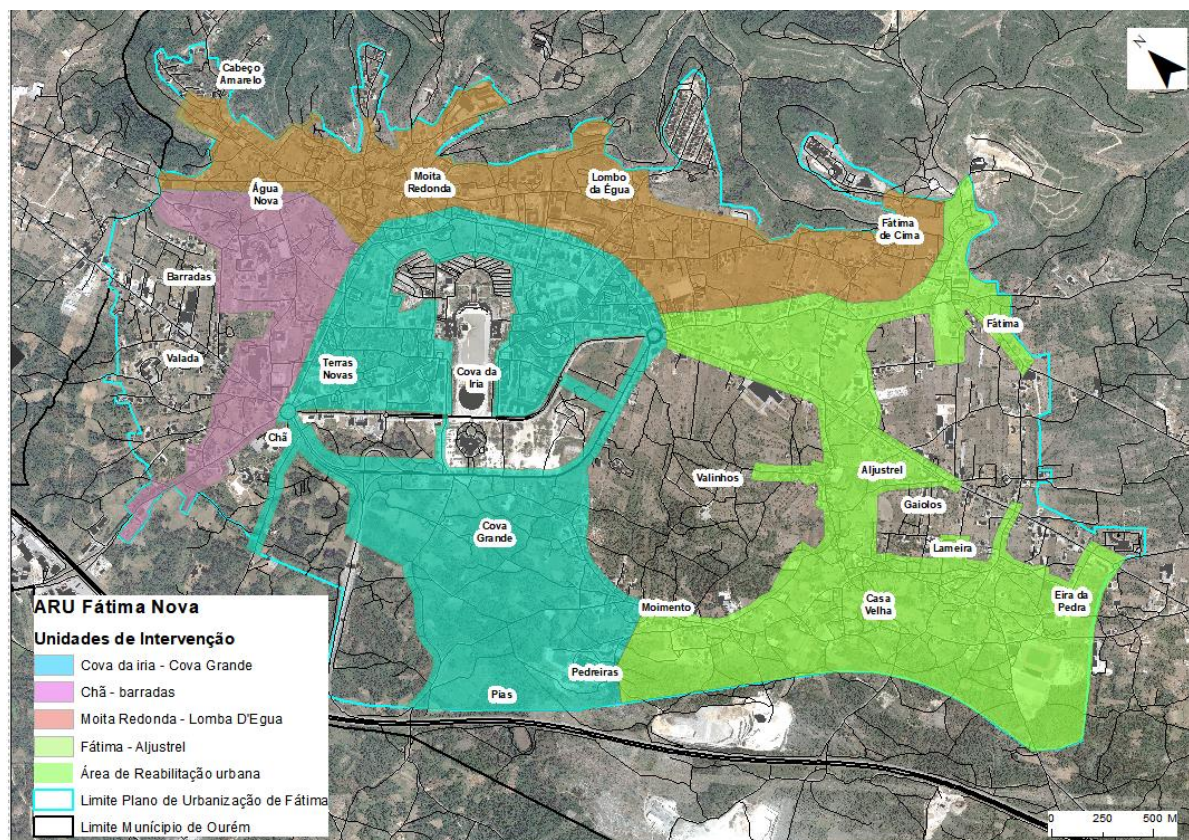 N
Cabeço
Amarelo
Moita
Redonda
Lombo
da Égua
Água
Nova
Fátima
de Cima
Barradas
Fátima
Valada
Terras
Novas
Cova da
Iria
Chã
Valinhos
Aljustrel
Gaiolos
Cova
Grande
Lameira
Casa
Velha
Eira da
Pedra
Moimento
Pedreiras
Pias
ARU Fátima Nova
Unidades de Intervenção
Cova da iria - Cova Grande
Chã - barradas
Moita Redonda - Lomba D'Egua
Fátima - Aljustrel
Área de Reabilitação urbana
Limite Plano de Urbanização de Fátima
Limite Munícipio de Ourém
0 250 500 M